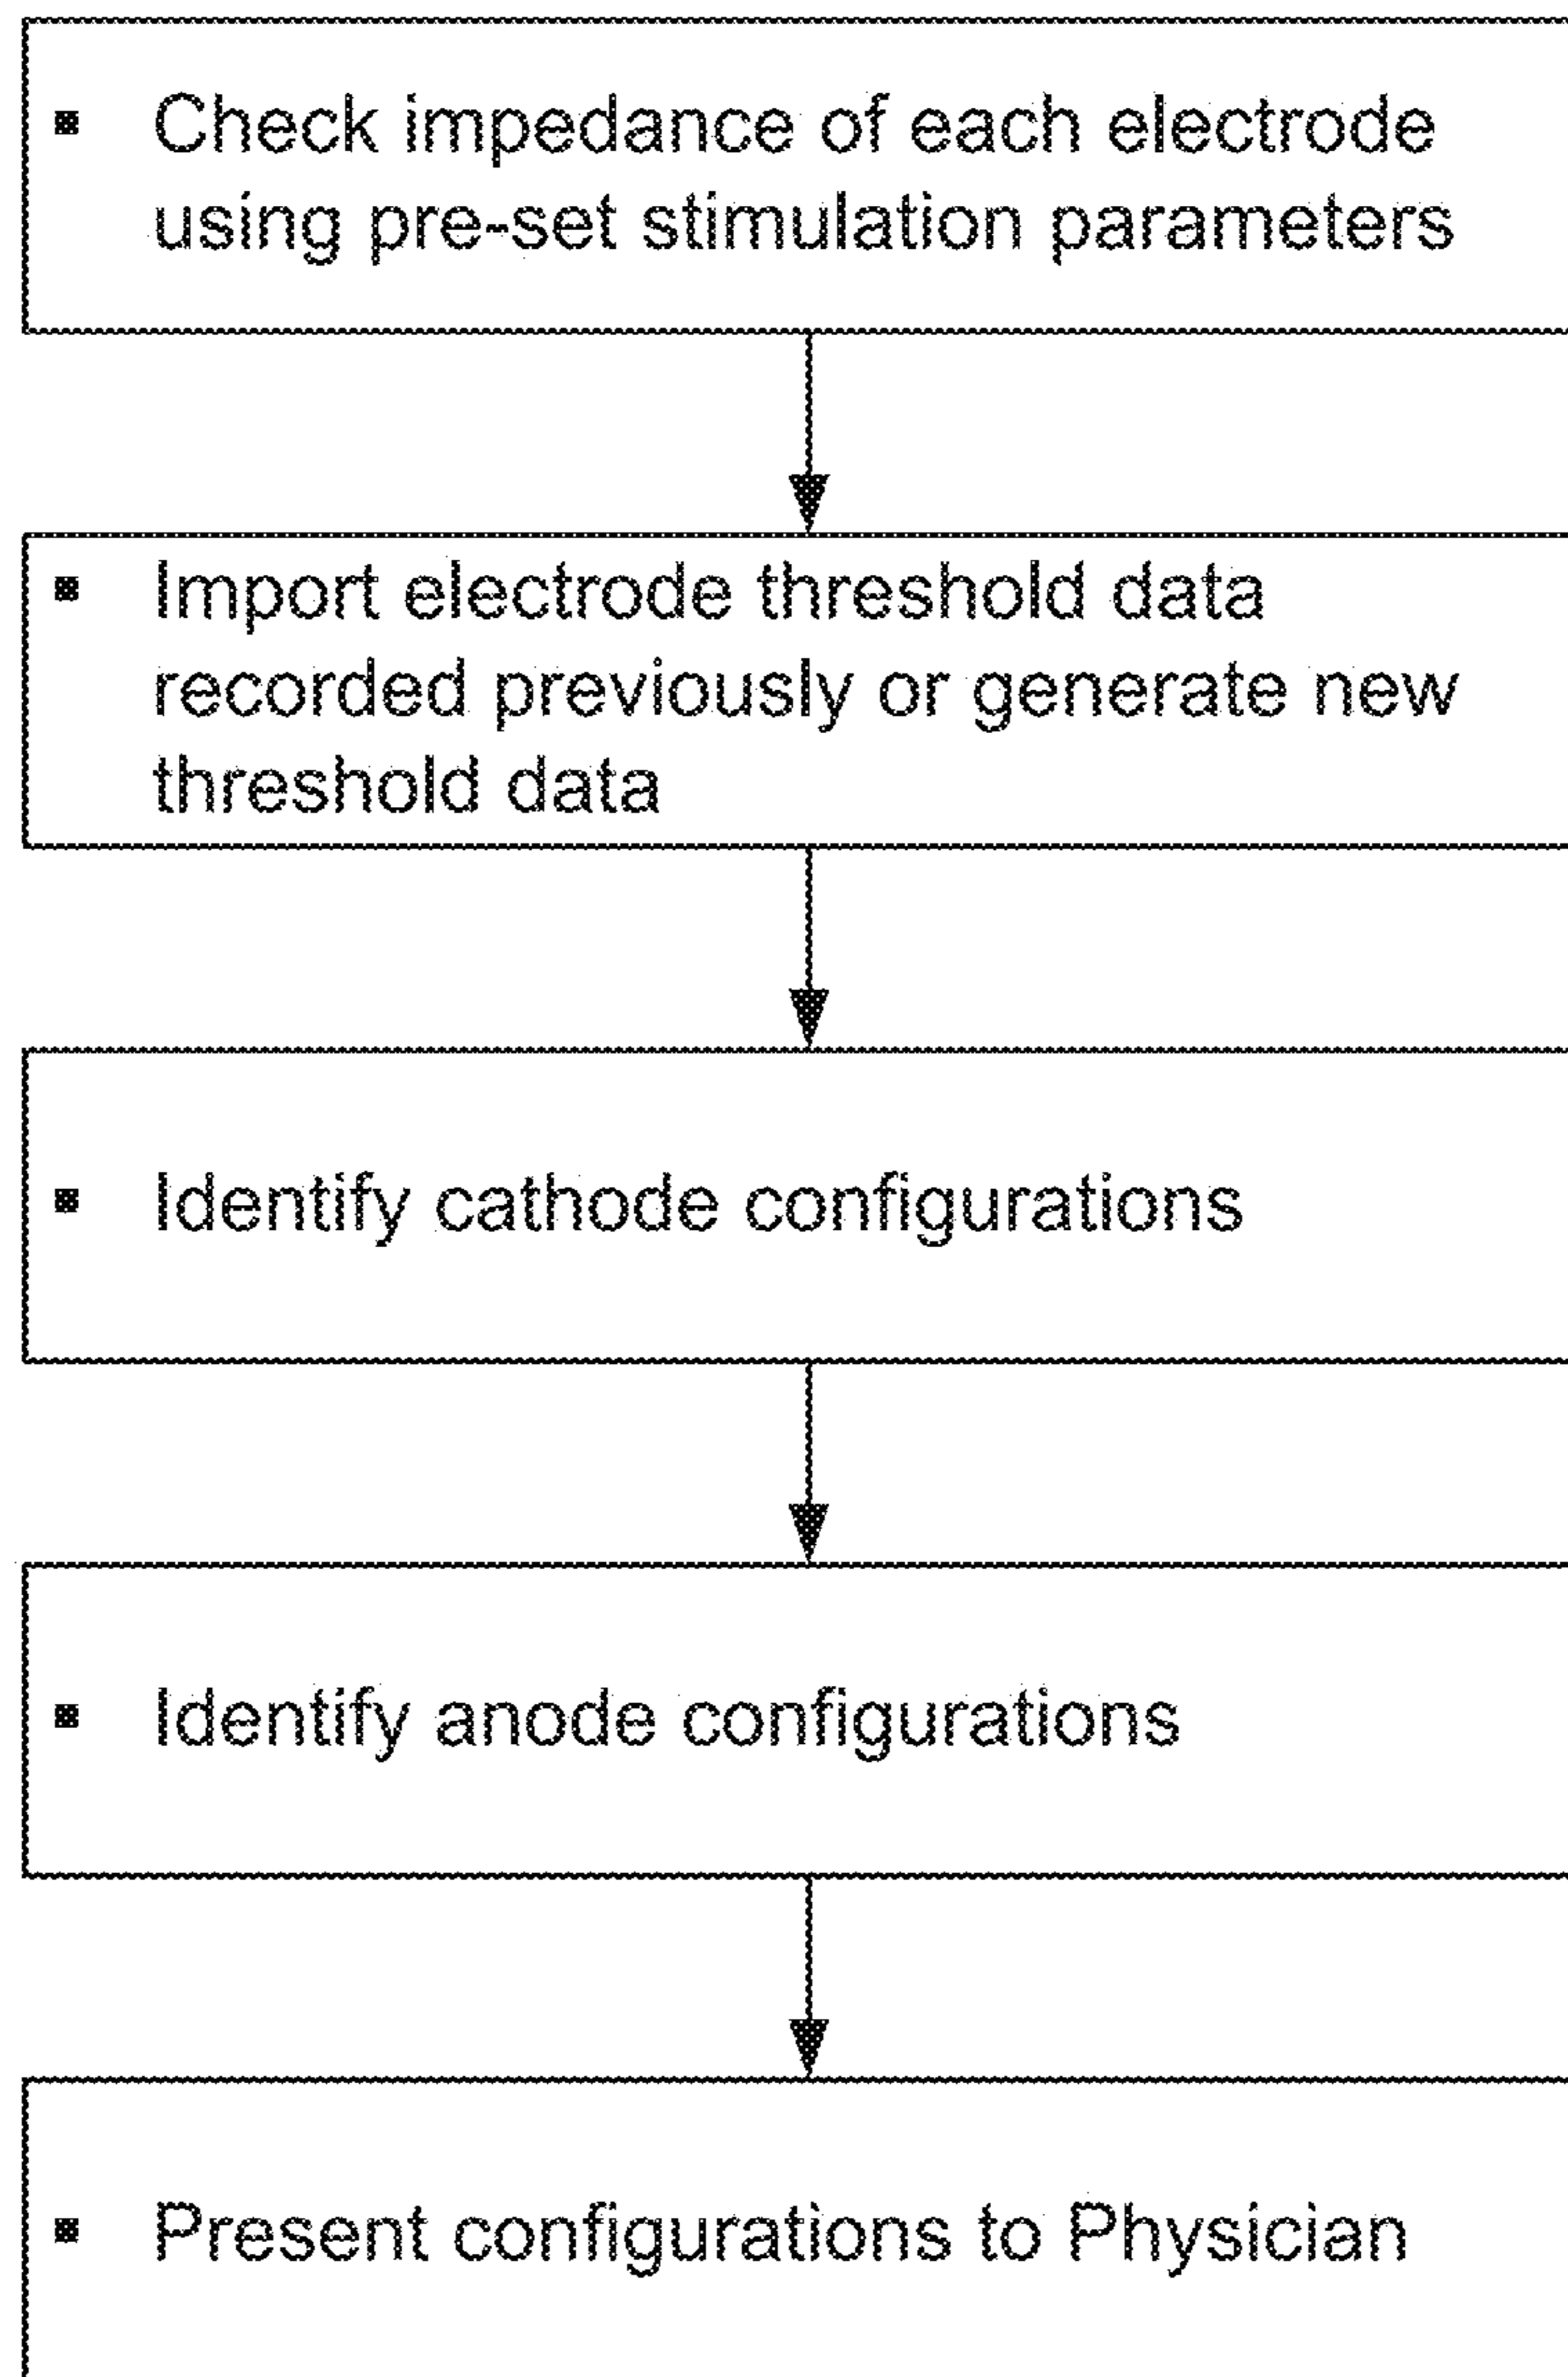 ▪ Check impedance of each electrode
using pre-set stimulation parameters
▪ Import electrode threshold data
recorded previously or generate new
threshold data
▪ Identify cathode configurations
▪ Identify anode configurations
▪ Present configurations to Physician